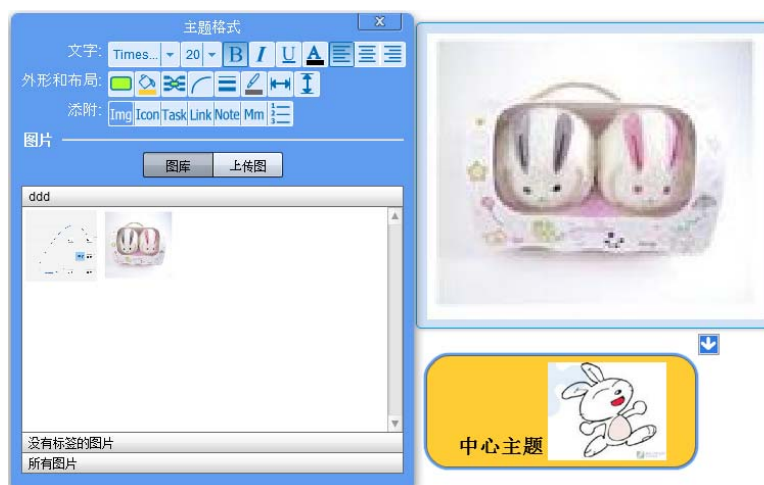 主题格式
X
文字: Times... 20 B I U A
外形和布局:
添附: Img Icon Task Link Note Mm
图片
图库 上传图
ddd
没有标签的图片
所有图片
中心主题